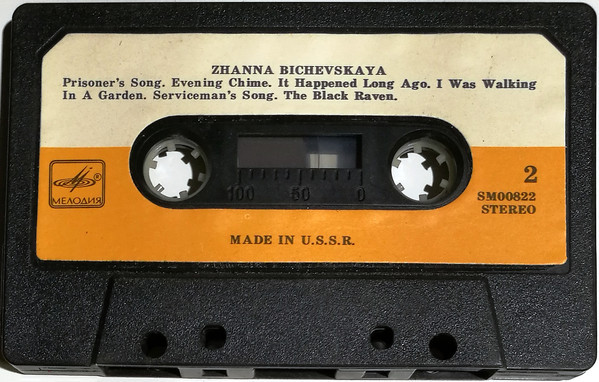 ZHANNA BICHEVSKAYA
Prisoner's Song. Evening Chime. It Happened Long Ago. I Was Walking
In A Garden. Serviceman's Song. The Black Raven.
100 50 0
2
® 
МЕЛОДИЯ
SM00822
STEREO
MADE IN U.S.S.R.